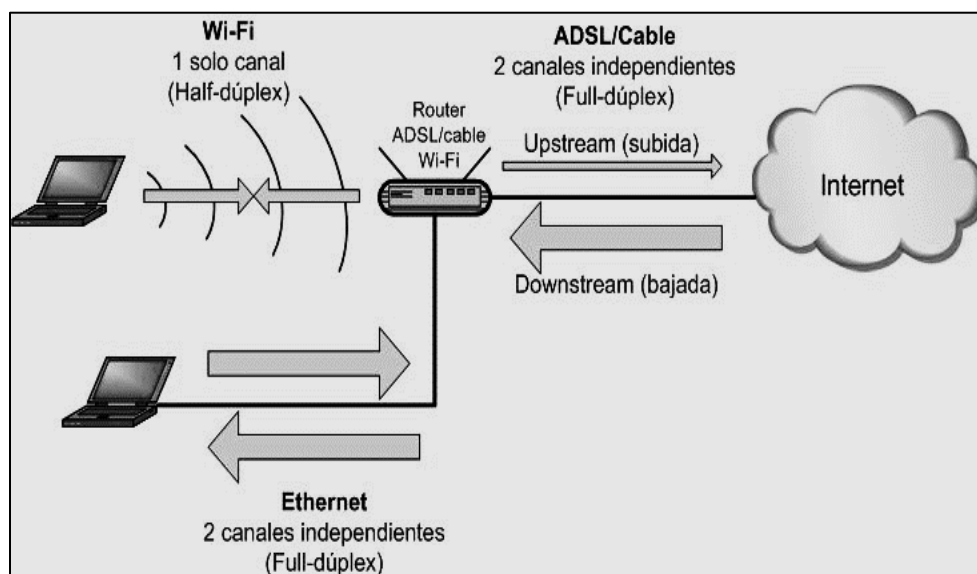 Wi-Fi
1 solo canal
(Half-dúplex)
ADSL/Cable
2 canales independientes
(Full-dúplex)
Router
ADSL/cable
Wi-Fi
Upstream (subida)
Internet
Downstream (bajada)
Ethernet
2 canales independientes
(Full-dúplex)